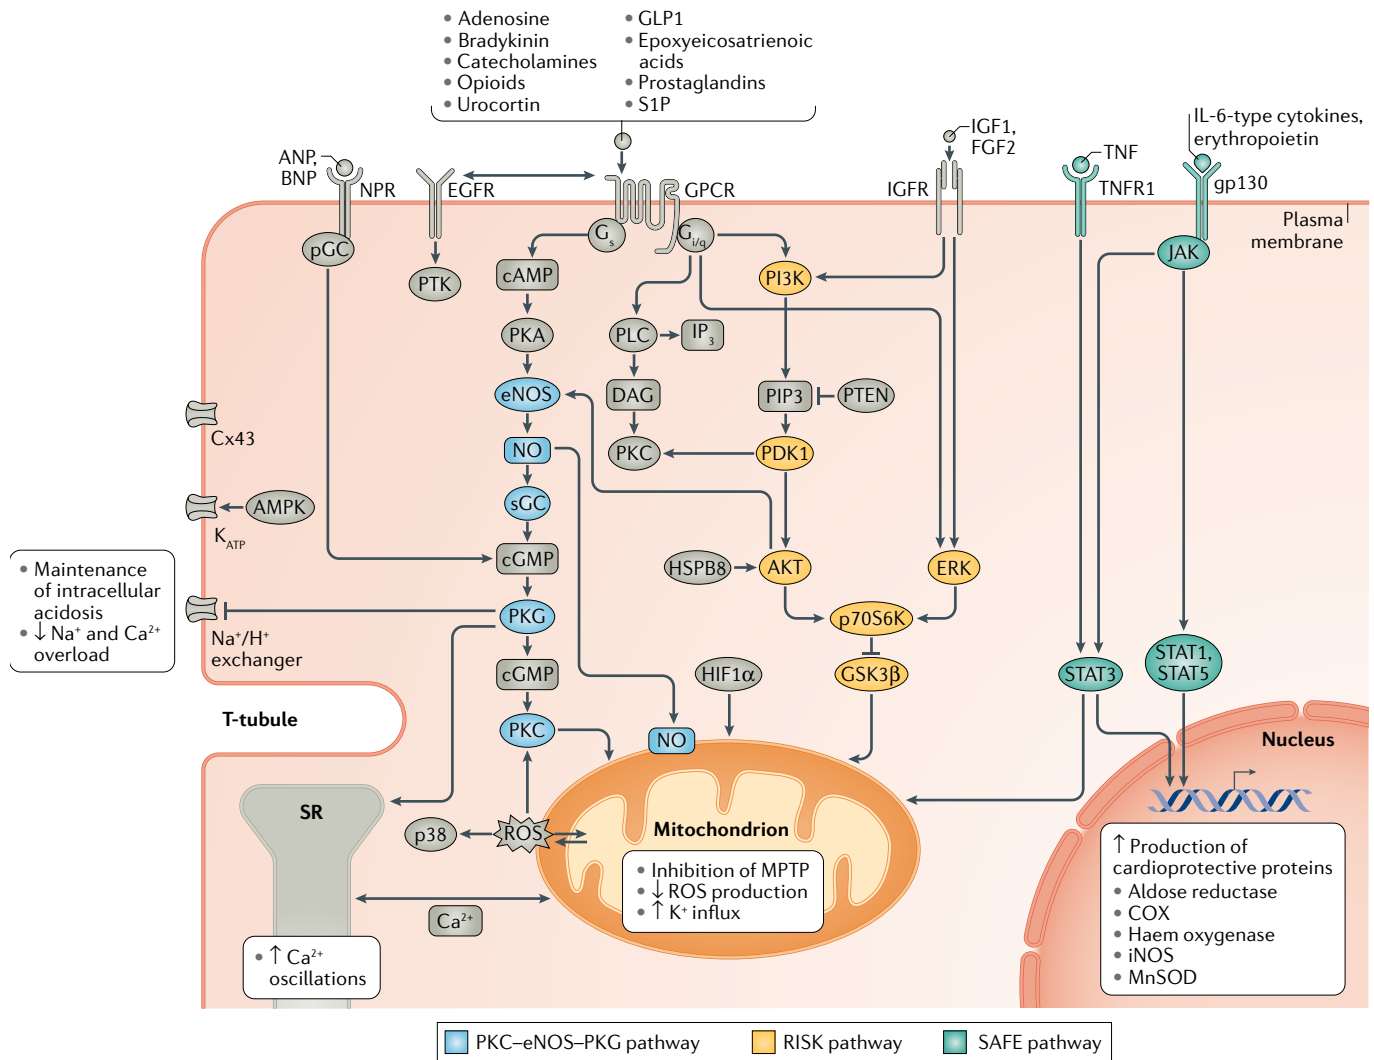 • Adenosine
• Bradykinin
• Catecholamines
• Opioids
• Urocortin
• GLP1
• Epoxyeicosatrienoic
acids
• Prostaglandins
• S1P
ANP,
BNP
NPR
EGFR
GPCR
IGF1,
FGF2
IGFR
TNF
TNFR1
IL-6-type cytokines,
erythropoietin
gp130
Plasma
membrane
pGC
PTK
Gs
Gi/q
cAMP
PI3K
JAK
PKA
PLC
IP3
eNOS
DAG
PIP3
PTEN
Cx43
NO
PKC
PDK1
AMPK
KATP
sGC
cGMP
HSPB8
AKT
ERK
• Maintenance
of intracellular
acidosis
• ↓ Na⁺ and Ca²⁺
overload
Na⁺/H⁺
exchanger
PKG
p70S6K
cGMP
HIF1α
GSK3β
STAT3
STAT1,
STAT5
T-tubule
PKC
NO
Nucleus
SR
p38
ROS
Mitochondrion
• Inhibition of MPTP
• ↓ ROS production
• ↑ K⁺ influx
Ca²⁺
• ↑ Ca²⁺
oscillations
↑ Production of
cardioprotective proteins
• Aldose reductase
• COX
• Haem oxygenase
• iNOS
• MnSOD
PKC–eNOS–PKG pathway
RISK pathway
SAFE pathway